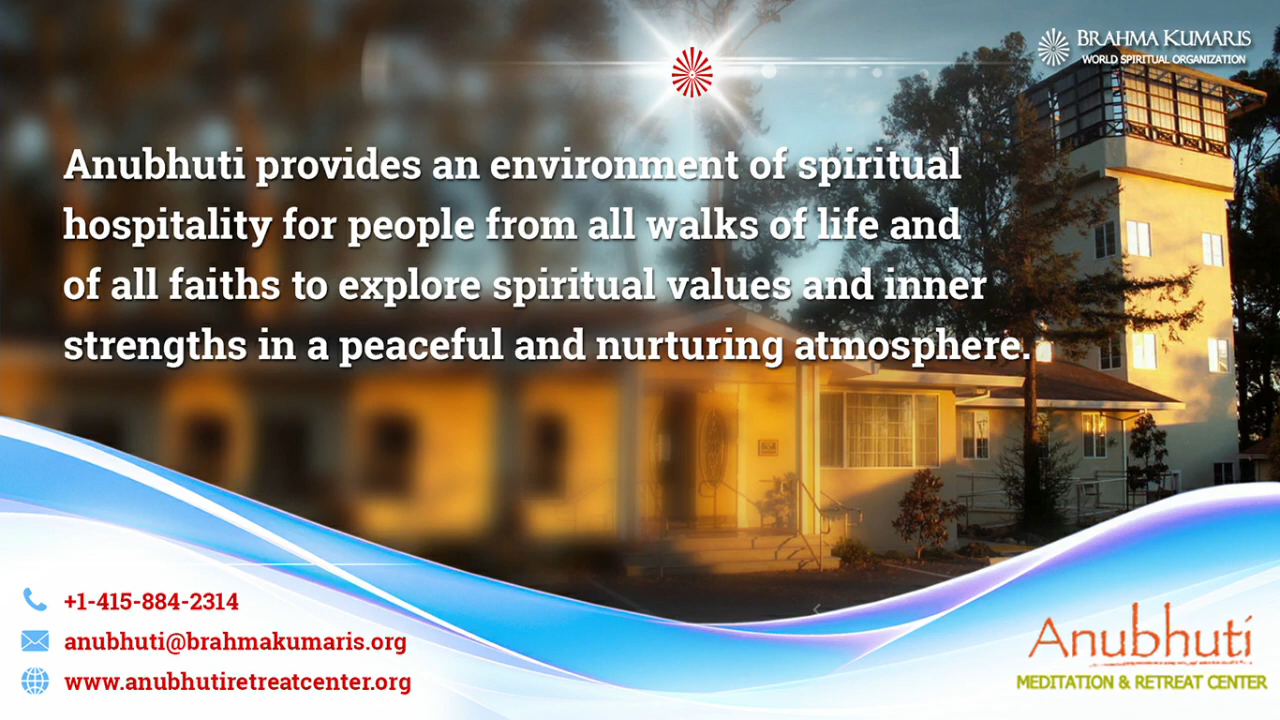 BRAHMA KUMARIS
WORLD SPIRITUAL ORGANIZATION
Anubhuti provides an environment of spiritual
hospitality for people from all walks of life and
of all faiths to explore spiritual values and inner
strengths in a peaceful and nurturing atmosphere.
+1-415-884-2314
anubhuti@brahmakumaris.org
www.anubhutiretreatcenter.org
Anubhuti
MEDITATION & RETREAT CENTER